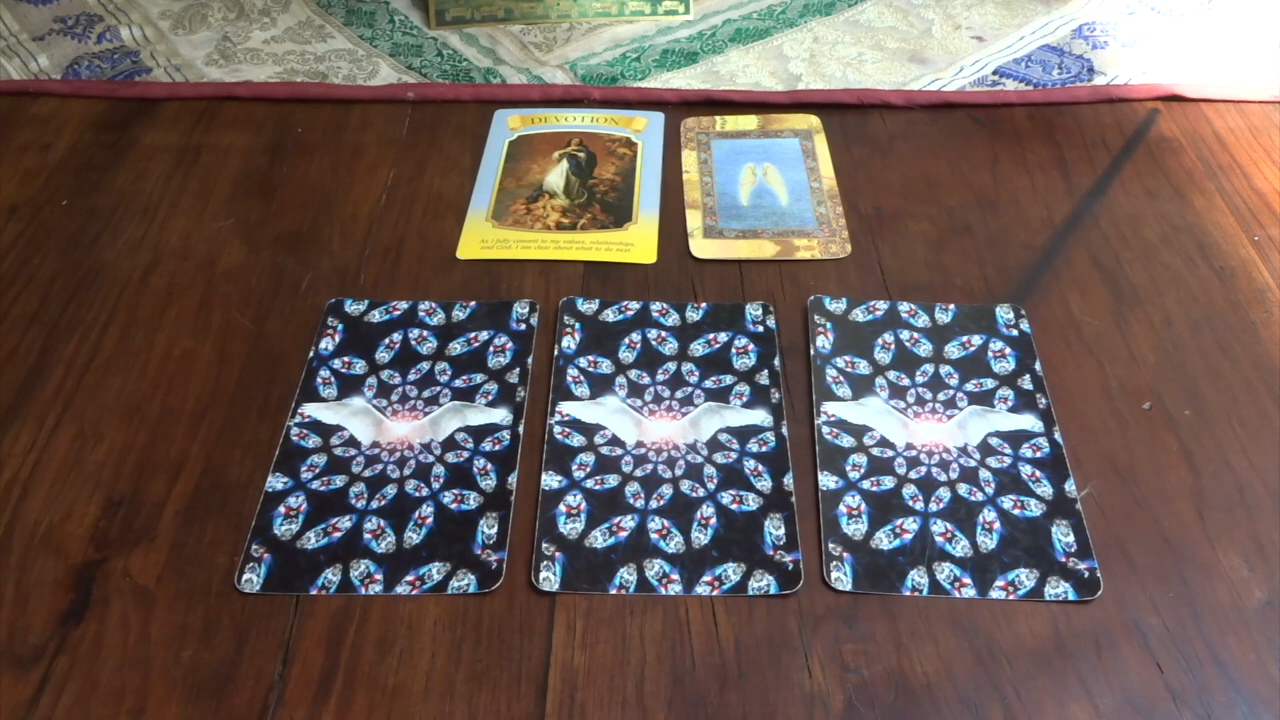 DEVOTION
As I fully commit to my values, relationships,
and God, I am clear about what to do next.